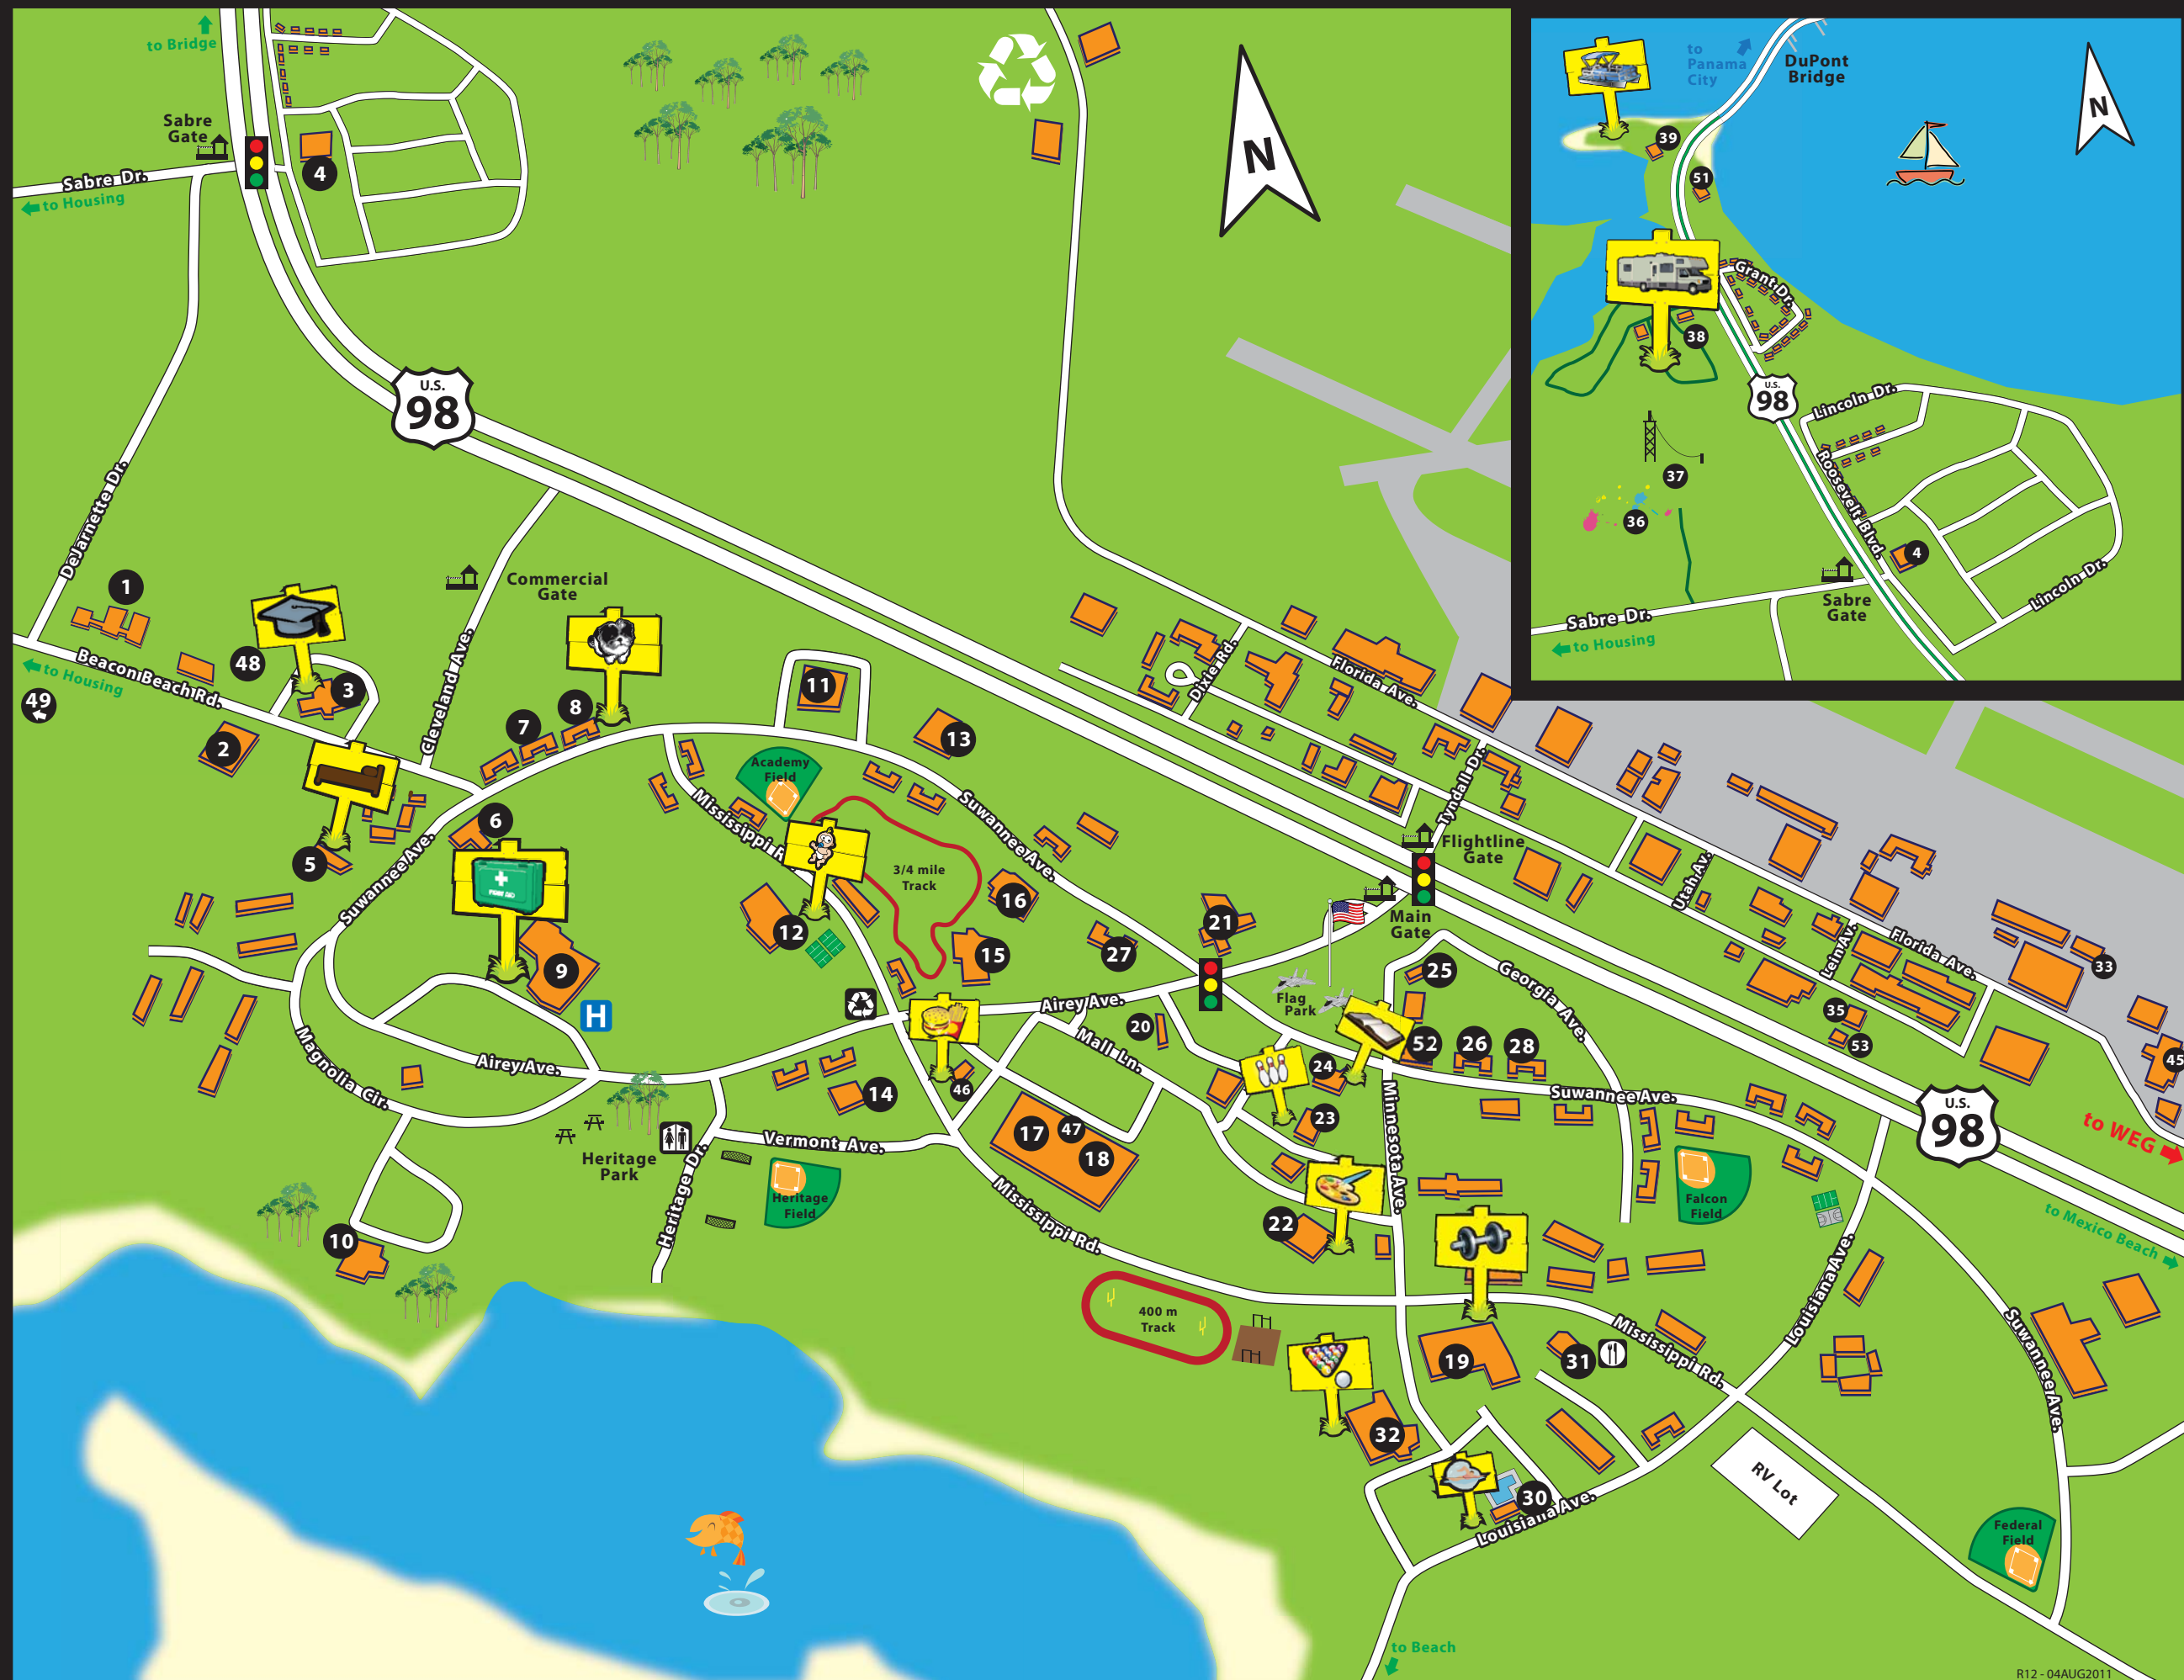 to Bridge
Sabre
Gate
Sabre Dr.
to Housing
4
N
U.S.
98
DeJarnette Dr.
1
Commercial
Gate
Cleveland Ave.
48
3
Beacon Beach Rd.
to Housing
49
2
7
8
11
13
Academy
Field
Mississippi R
Suwannee Ave.
3/4 mile
Track
5
6
Suwannee Ave.
9
H
12
16
15
27
21
Dixie Rd.
Florida Ave.
Tyndall Dr.
Flightline
Gate
Main
Gate
Utah Av.
Lein Av.
Florida Ave.
33
35
53
45
Flag
Park
25
Georgia Ave.
Airey Ave.
20
Mall Ln.
24
52
26
28
23
Suwannee Ave.
Minnesota Ave.
Magnolia Cir.
Airey Ave.
14
46
17
47
18
Heritage
Park
Vermont Ave.
Heritage Dr.
Heritage
Field
Mississippi Rd.
10
22
Falcon
Field
U.S.
98
to WEG
to Mexico Beach
400 m
Track
19
31
Mississippi Rd.
Louisiana Ave.
Suwannee Ave.
32
30
Louisiana Ave.
RV Lot
Federal
Field
to Beach
R12 - 04AUG2011
to
Panama
City
DuPont
Bridge
N
39
51
Grant Dr.
38
U.S.
98
Lincoln Dr.
Roosevelt Blvd.
37
36
4
Sabre
Gate
Lincoln Dr.
Sabre Dr.
to Housing